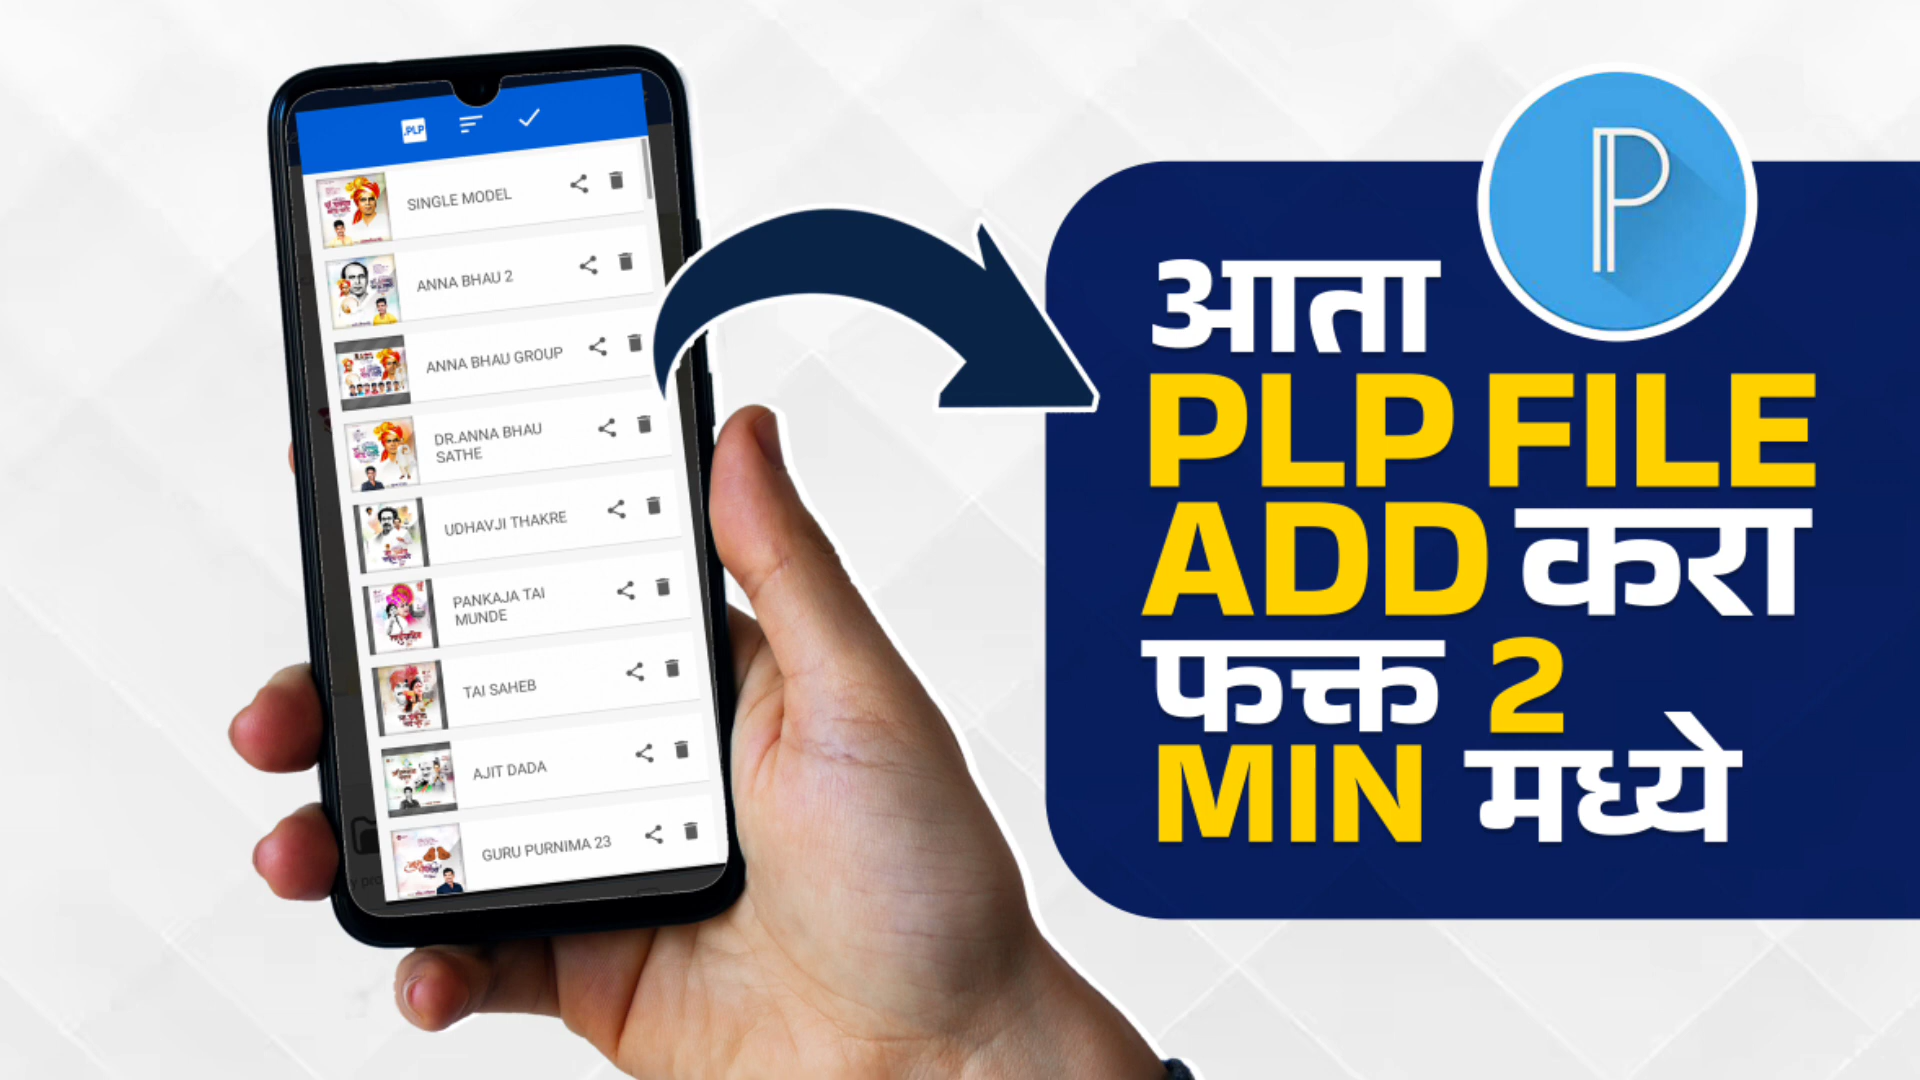 .PLP
SINGLE MODEL
ANNA BHAU 2
ANNA BHAU GROUP
DR.ANNA BHAU
SATHE
UDHAVJI THAKRE
PANKAJA TAI
MUNDE
TAI SAHEB
AJIT DADA
GURU PURNIMA 23
P
आता
PLP FILE
ADD करा
फक्त 2
MIN मध्ये